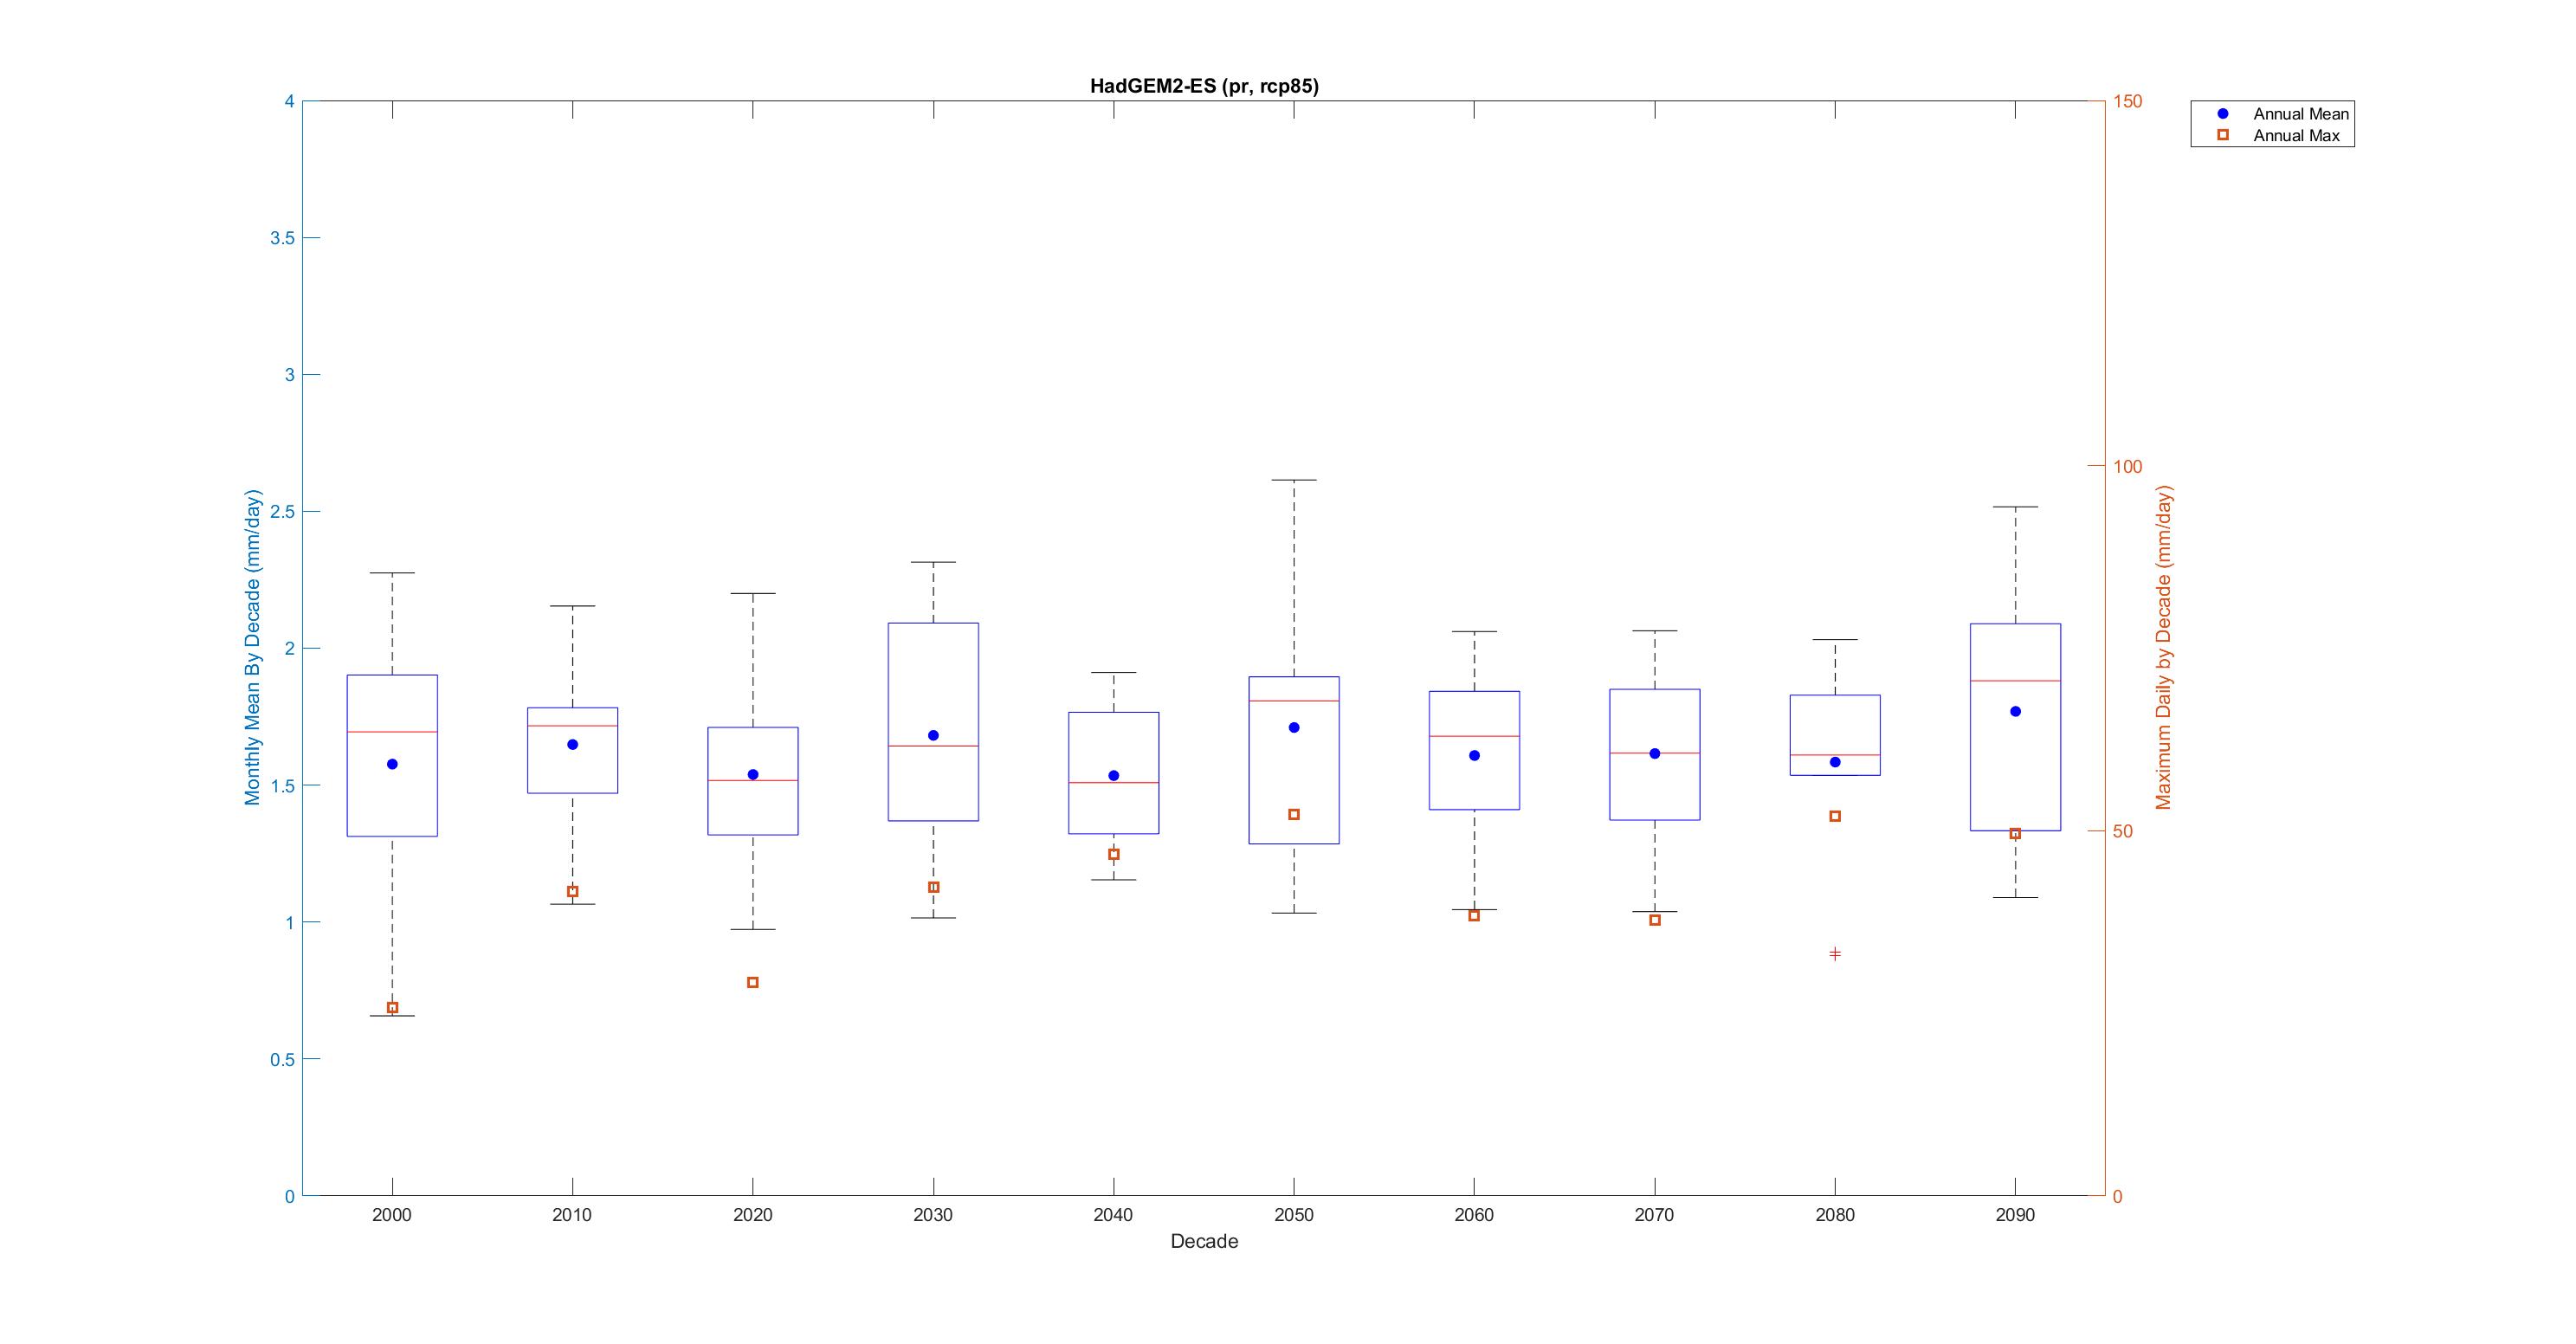 HadGEM2-ES (pr, rcp85)
Annual Mean
Annual Max
Monthly Mean By Decade (mm/day)
4
3.5
3
2.5
2
1.5
1
0.5
0
150
100
50
0
Maximum Daily by Decade (mm/day)
2000 2010 2020 2030 2040 2050 2060 2070 2080 2090
Decade